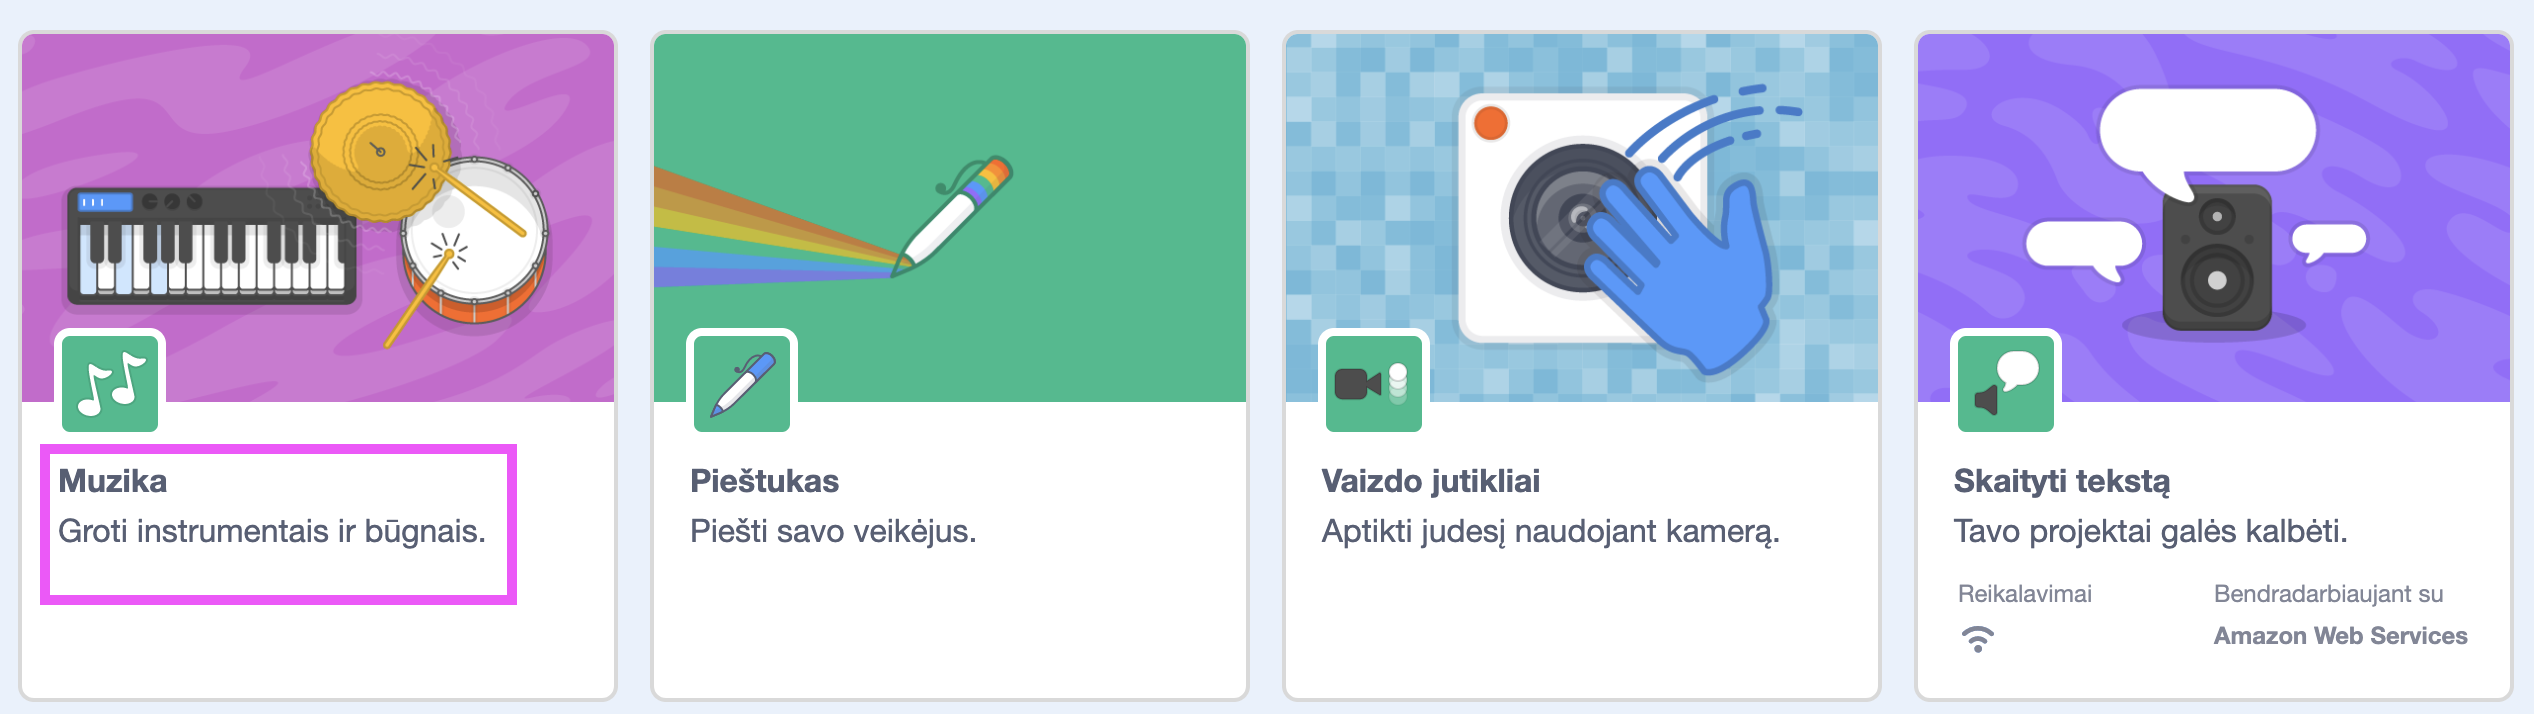 Muzika
Groti instrumentais ir būgnais.
Pieštukas
Piešti savo veikėjus.
Vaizdo jutikliai
Aptikti judesį naudojant kamerą.
Skaityti tekstą
Tavo projektai galės kalbėti.
Reikalavimai
Bendradarbiaujant su
Amazon Web Services